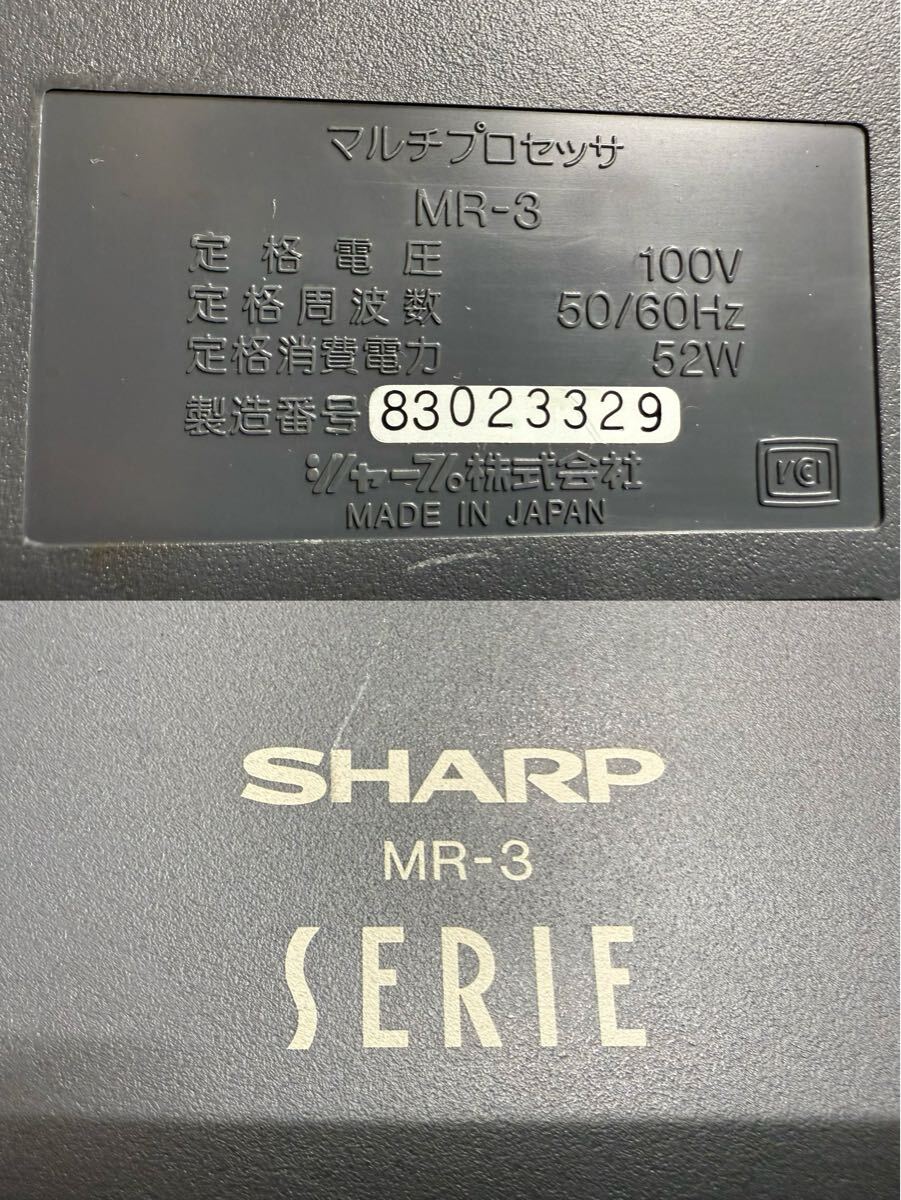 マルチプロセッサ
MR-3
定格電圧 100V
定格周波数 50/60Hz
定格消費電力 52W
製造番号 83023329
シャープ株式会社
MADE IN JAPAN
VCI
SHARP
MR-3
SERIE